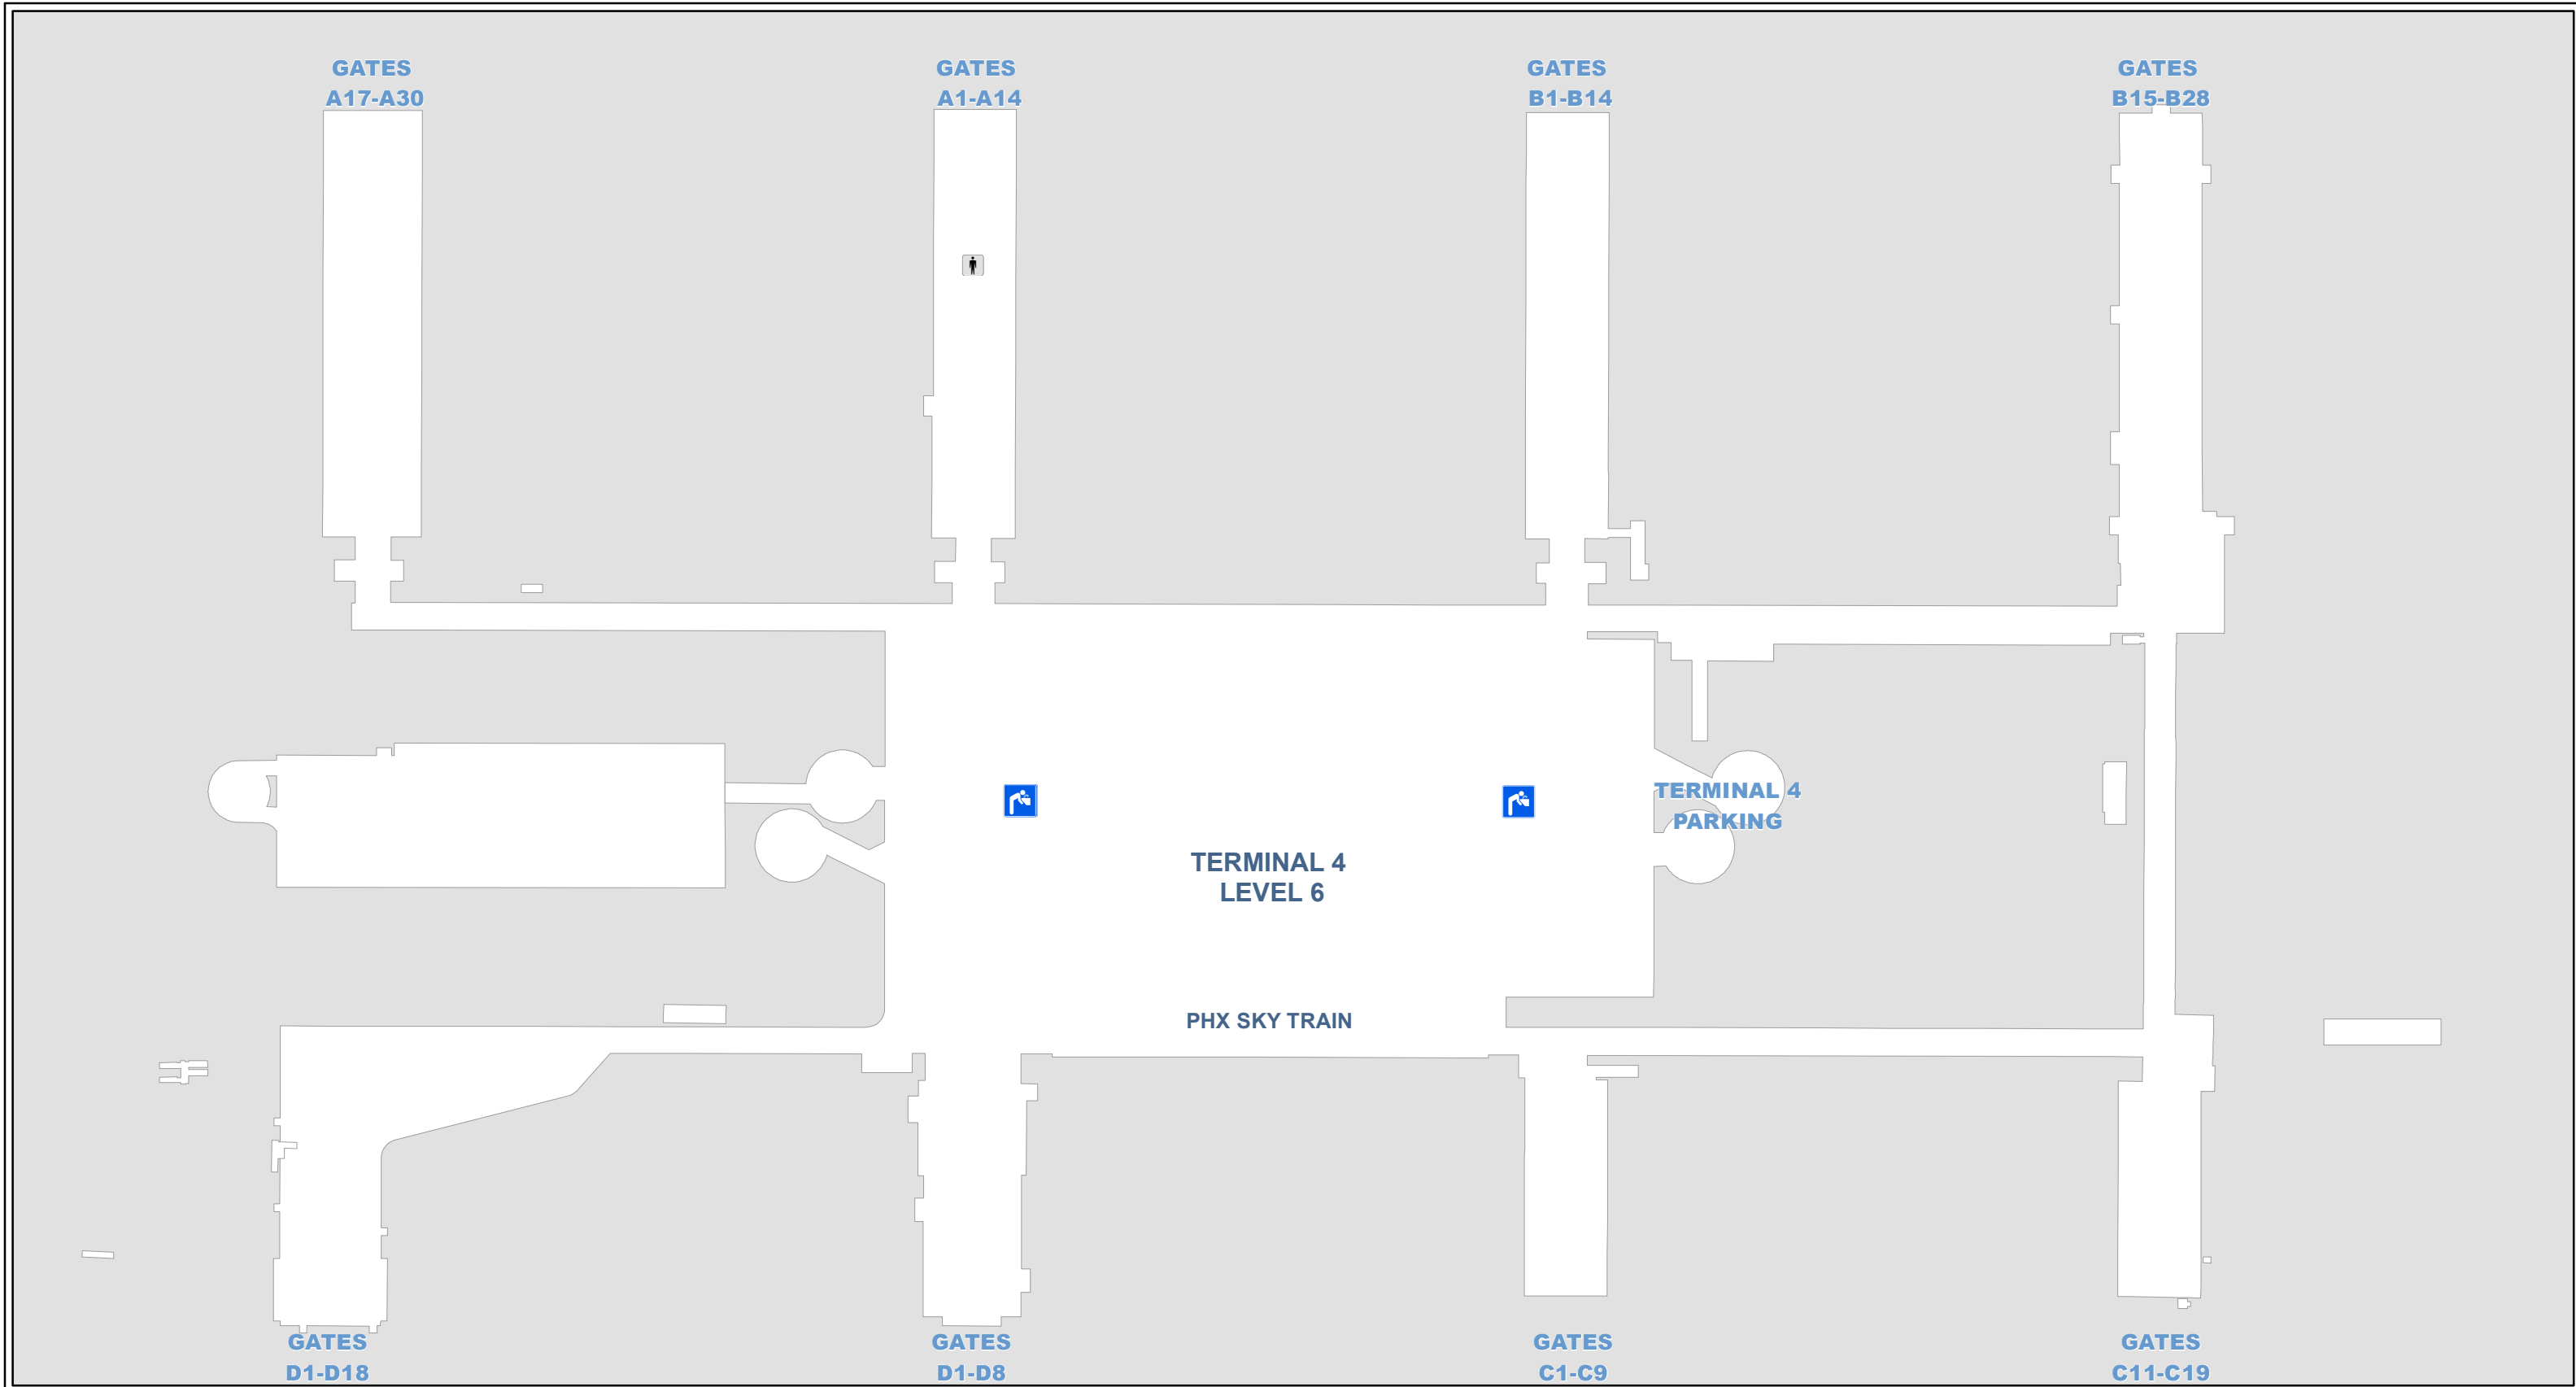 GATES
A17-A30
GATES
A1-A14
GATES
B1-B14
GATES
B15-B28
TERMINAL 4
PARKING
TERMINAL 4
LEVEL 6
PHX SKY TRAIN
GATES
D1-D18
GATES
D1-D8
GATES
C1-C9
GATES
C11-C19